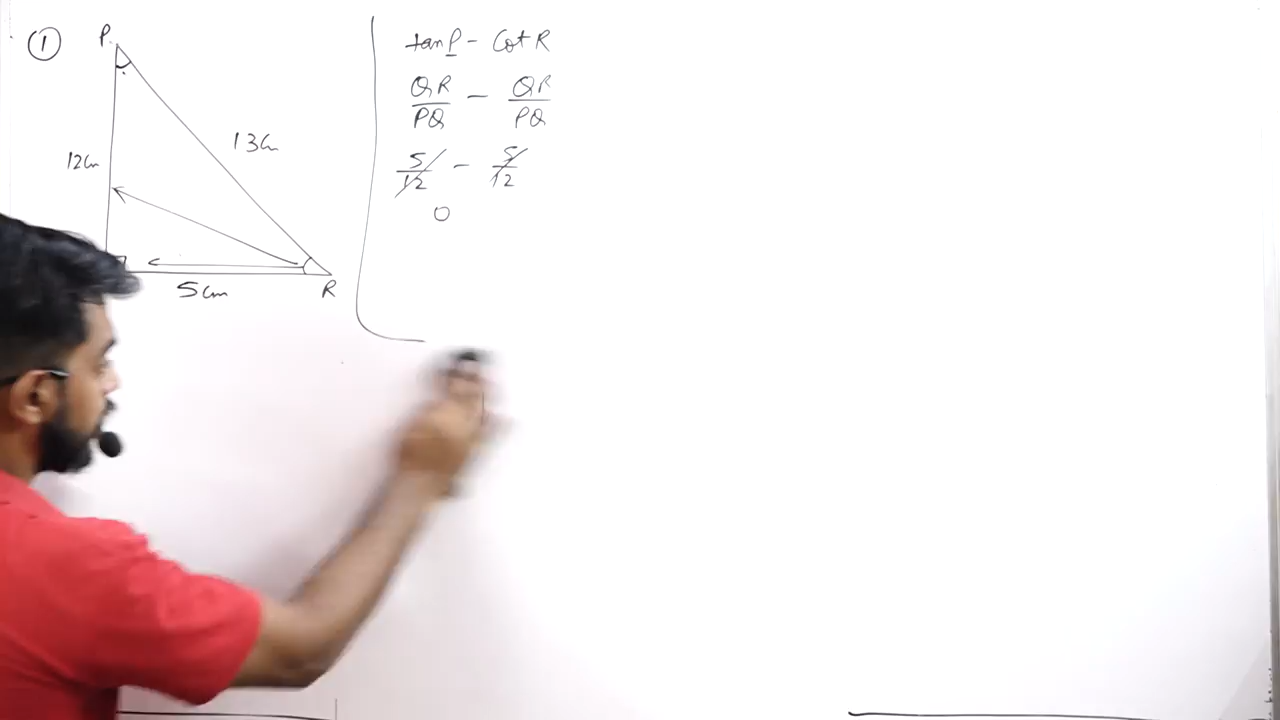 ① P
12cm
13cm
5cm R
tan P - Cot R
QR/PQ - QR/PQ
5/12 - 5/12
0